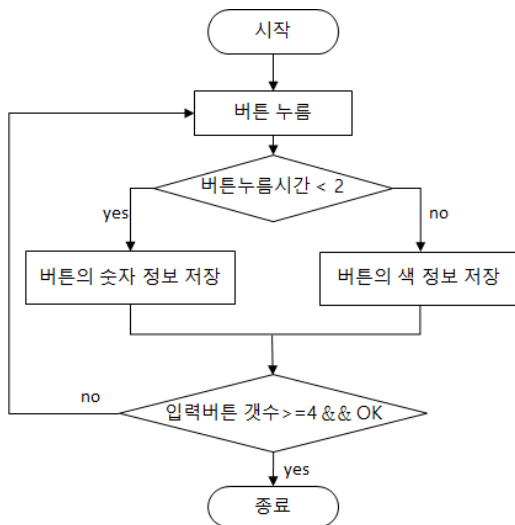 시작
버튼 누름
버튼누름시간 < 2
yes
no
버튼의 숫자 정보 저장
버튼의 색 정보 저장
no
입력버튼 갯수>=4 && OK
yes
종료